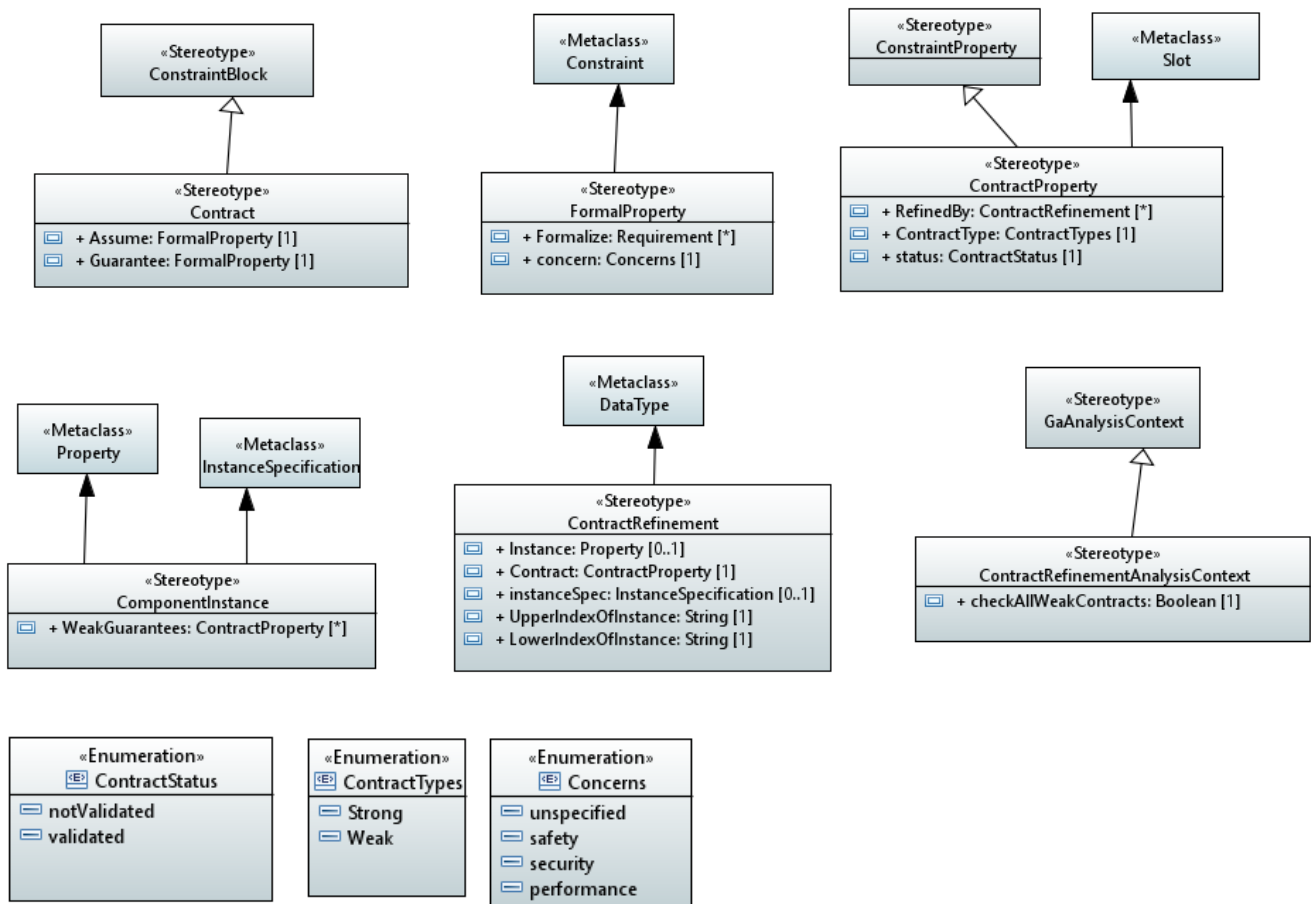 «Stereotype»
ConstraintBlock
«Stereotype»
Contract
+ Assume: FormalProperty [1]
+ Guarantee: FormalProperty [1]
«Metaclass»
Constraint
«Stereotype»
FormalProperty
+ Formalize: Requirement [*]
+ concern: Concerns [1]
«Stereotype»
ConstraintProperty
«Metaclass»
Slot
«Stereotype»
ContractProperty
+ RefinedBy: ContractRefinement [*]
+ ContractType: ContractTypes [1]
+ status: ContractStatus [1]
«Metaclass»
Property
«Metaclass»
InstanceSpecification
«Stereotype»
ComponentInstance
+ WeakGuarantees: ContractProperty [*]
«Metaclass»
DataType
«Stereotype»
ContractRefinement
+ Instance: Property [0..1]
+ Contract: ContractProperty [1]
+ instanceSpec: InstanceSpecification [0..1]
+ UpperIndexOfInstance: String [1]
+ LowerIndexOfInstance: String [1]
«Stereotype»
GaAnalysisContext
«Stereotype»
ContractRefinementAnalysisContext
+ checkAllWeakContracts: Boolean [1]
«Enumeration»
<E> ContractStatus
notValidated
validated
«Enumeration»
<E> ContractTypes
Strong
Weak
«Enumeration»
<E> Concerns
unspecified
safety
security
performance